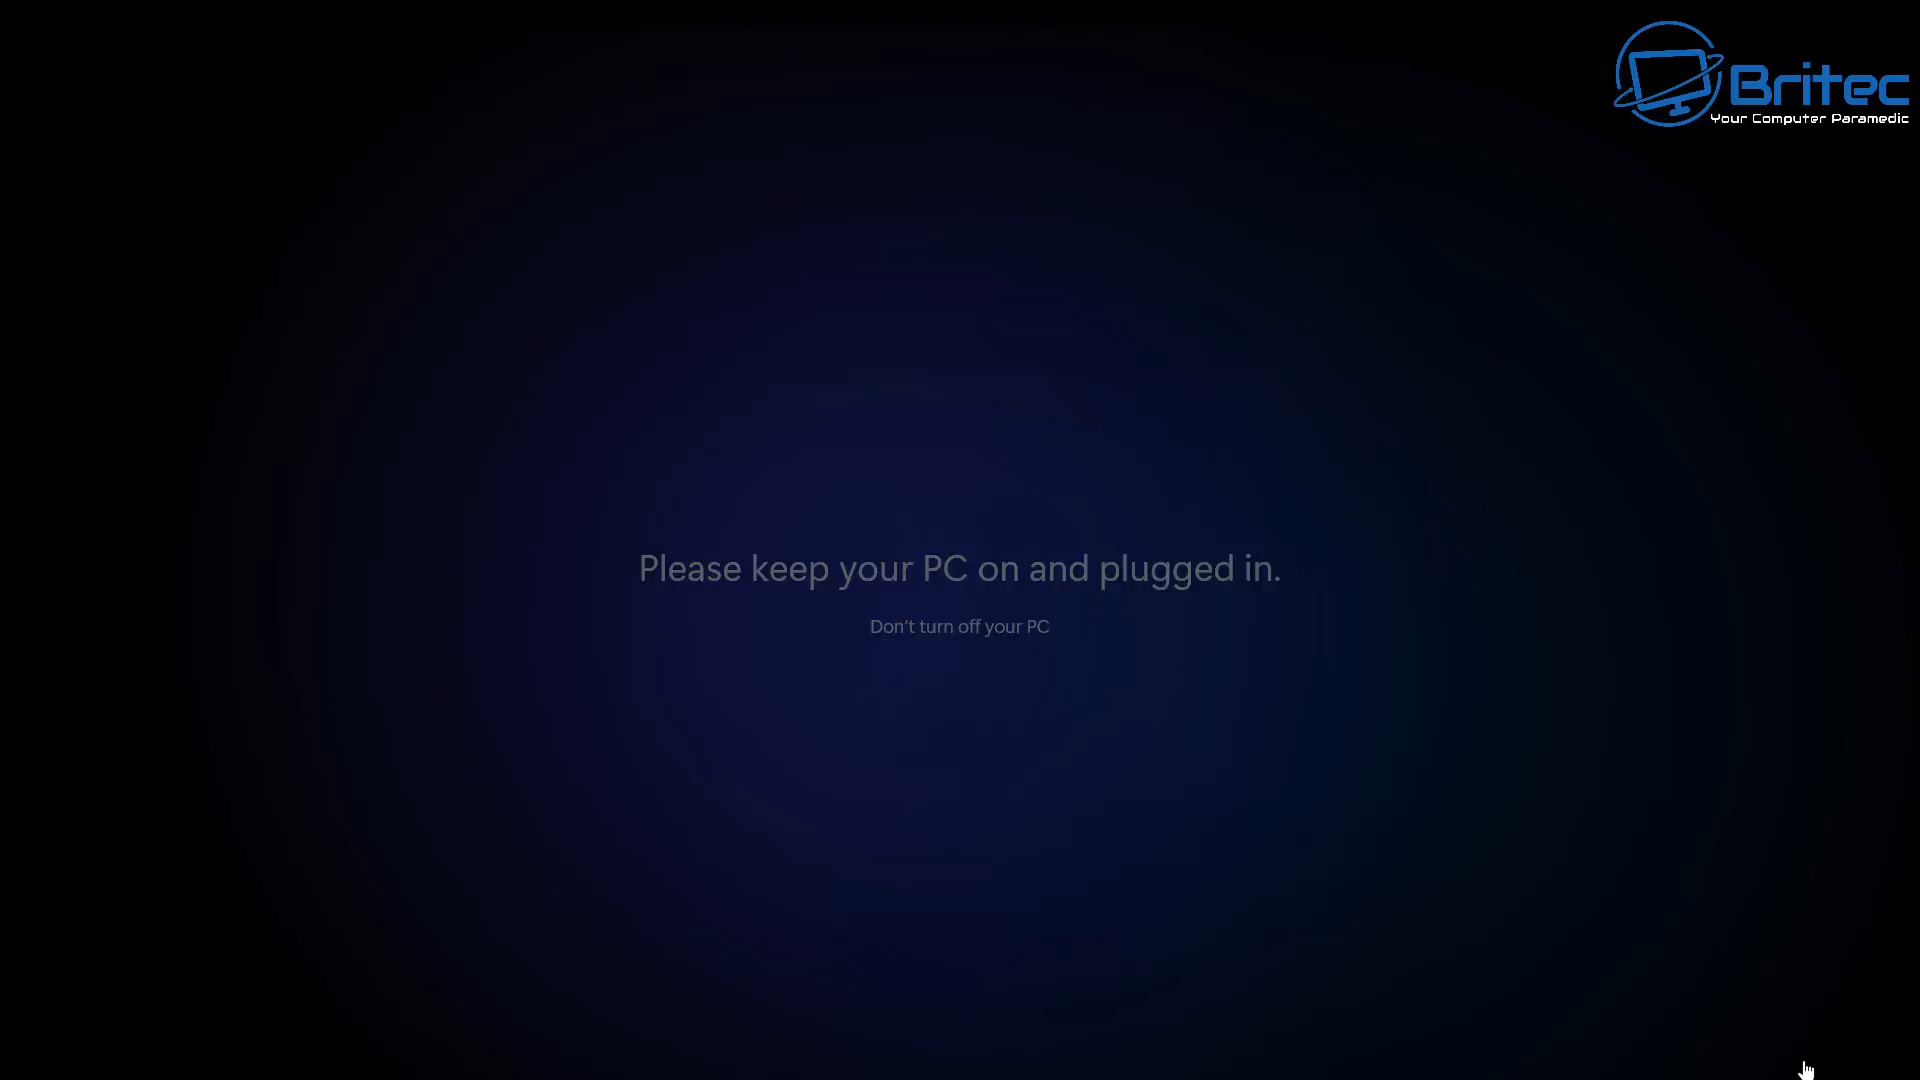 Britec
Your Computer Paramedic
Please keep your PC on and plugged in.
Don't turn off your PC